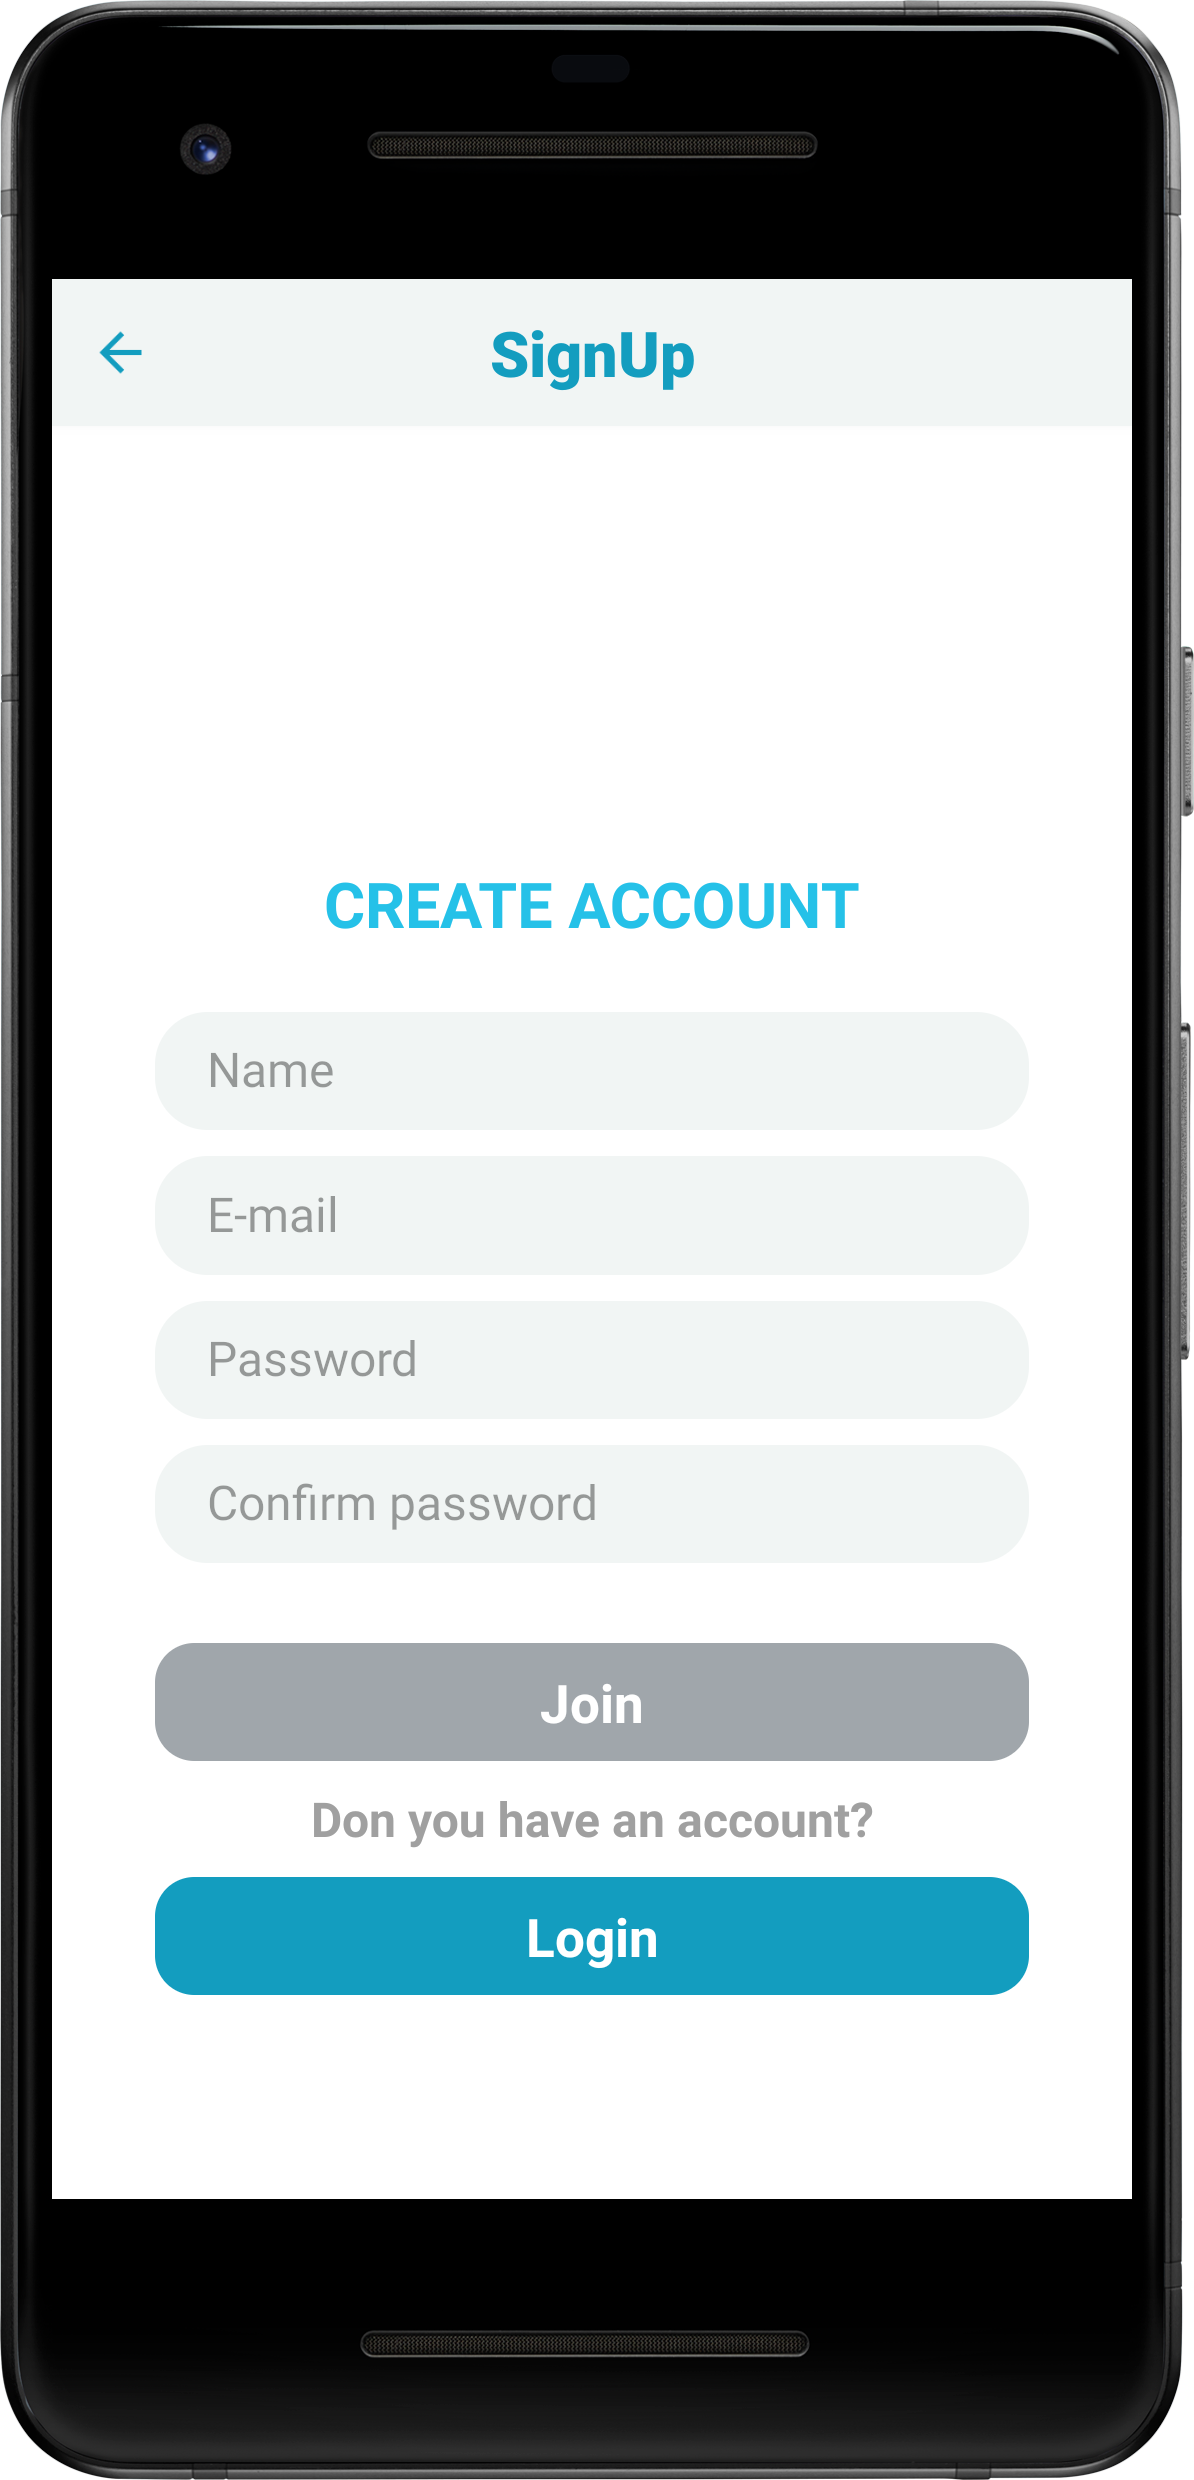 SignUp
CREATE ACCOUNT
Name
E-mail
Password
Confirm password
Join
Don you have an account?
Login